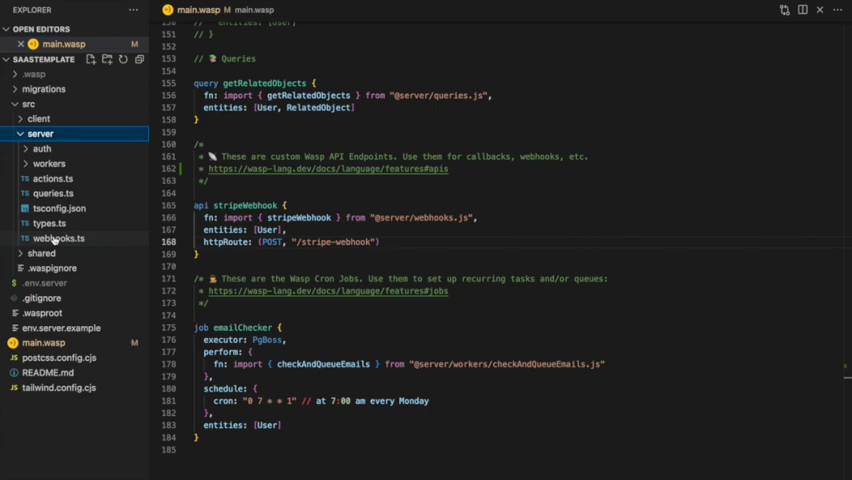 EXPLORER
OPEN EDITORS
main.wasp M
SAASTEMPLATE
.wasp
migrations
src
client
server
auth
workers
TS actions.ts
TS queries.ts
tsconfig.json
TS types.ts
TS webhooks.ts
shared
.waspignore
.env.server
.gitignore
.wasproot
env.server.example
main.wasp M
postcss.config.cjs
README.md
tailwind.config.cjs
main.wasp M main.wasp
150 // entities: [User]
151 // }
152
153 // 📚 Queries
154
155 query getRelatedObjects {
156 fn: import { getRelatedObjects } from "@server/queries.js",
157 entities: [User, RelatedObject]
158 }
159
160 /*
161 * 📡 These are custom Wasp API Endpoints. Use them for callbacks, webhooks, etc.
162 * https://wasp-lang.dev/docs/language/features#apis
163 */
164
165 api stripeWebhook {
166 fn: import { stripeWebhook } from "@server/webhooks.js",
167 entities: [User],
168 httpRoute: (POST, "/stripe-webhook")
169 }
170
171 /* 🕵️‍♂️ These are the Wasp Cron Jobs. Use them to set up recurring tasks and/or queues:
172 * https://wasp-lang.dev/docs/language/features#jobs
173 */
174
175 job emailChecker {
176 executor: PgBoss,
177 perform: {
178 fn: import { checkAndQueueEmails } from "@server/workers/checkAndQueueEmails.js"
179 },
180 schedule: {
181 cron: "0 7 * * 1" // at 7:00 am every Monday
182 },
183 entities: [User]
184 }
185